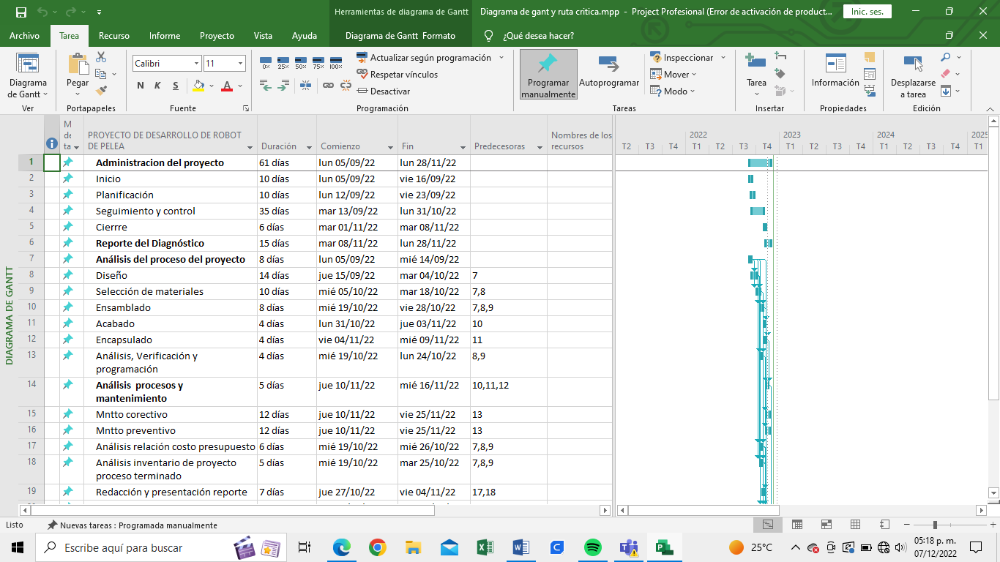 Herramientas de diagrama de Gantt
Diagrama de gant y ruta critica.mpp - Project Profesional (Error de activación de product...
Inic. ses.
Archivo Tarea Recurso Informe Proyecto Vista Ayuda Diagrama de Gantt Formato ¿Qué desea hacer?
Diagrama de Gantt
Ver
Pegar
Portapapeles
Calibri 11
N K S A
Fuente
0% 25% 50% 75% 100%
Actualizar según programación
Respetar vínculos
Desactivar
Programación
Programar manualmente
Autoprogramar
Inspeccionar
Mover
Modo
Tareas
Tarea
Insertar
Información
Propiedades
Desplazarse a tarea
Edición
DIAGRAMA DE GANTT
M de ta PROYECTO DE DESARROLLO DE ROBOT DE PELEA Duración Comienzo Fin Predecesoras Nombres de los recursos
2022 2023 2024 2025
T2 T3 T4 T1 T2 T3 T4 T1 T2 T3 T4 T1
1 Administracion del proyecto 61 días lun 05/09/22 lun 28/11/22
2 Inicio 10 días lun 05/09/22 vie 16/09/22
3 Planificación 10 días lun 12/09/22 vie 23/09/22
4 Seguimiento y control 35 días mar 13/09/22 lun 31/10/22
5 Cierrre 6 días mar 01/11/22 mar 08/11/22
6 Reporte del Diagnóstico 15 días mar 08/11/22 lun 28/11/22
7 Análisis del proceso del proyecto 8 días lun 05/09/22 mié 14/09/22
8 Diseño 14 días jue 15/09/22 mar 04/10/22 7
9 Selección de materiales 10 días mié 05/10/22 mar 18/10/22 7,8
10 Ensamblado 8 días mié 19/10/22 vie 28/10/22 7,8,9
11 Acabado 4 días lun 31/10/22 jue 03/11/22 10
12 Encapsulado 4 días vie 04/11/22 mié 09/11/22 11
13 Análisis, Verificación y programación 4 días mié 19/10/22 lun 24/10/22 8,9
14 Análisis procesos y mantenimiento 5 días jue 10/11/22 mié 16/11/22 10,11,12
15 Mntto corectivo 12 días jue 10/11/22 vie 25/11/22 13
16 Mntto preventivo 12 días jue 10/11/22 vie 25/11/22 13
17 Análisis relación costo presupuesto 6 días mié 19/10/22 mié 26/10/22 7,8,9
18 Análisis inventario de proyecto proceso terminado 5 días mié 19/10/22 mar 25/10/22 7,8,9
19 Redacción y presentación reporte 7 días jue 27/10/22 vie 04/11/22 17,18
Listo Nuevas tareas : Programada manualmente
Escribe aquí para buscar
25°C
05:18 p. m.
07/12/2022